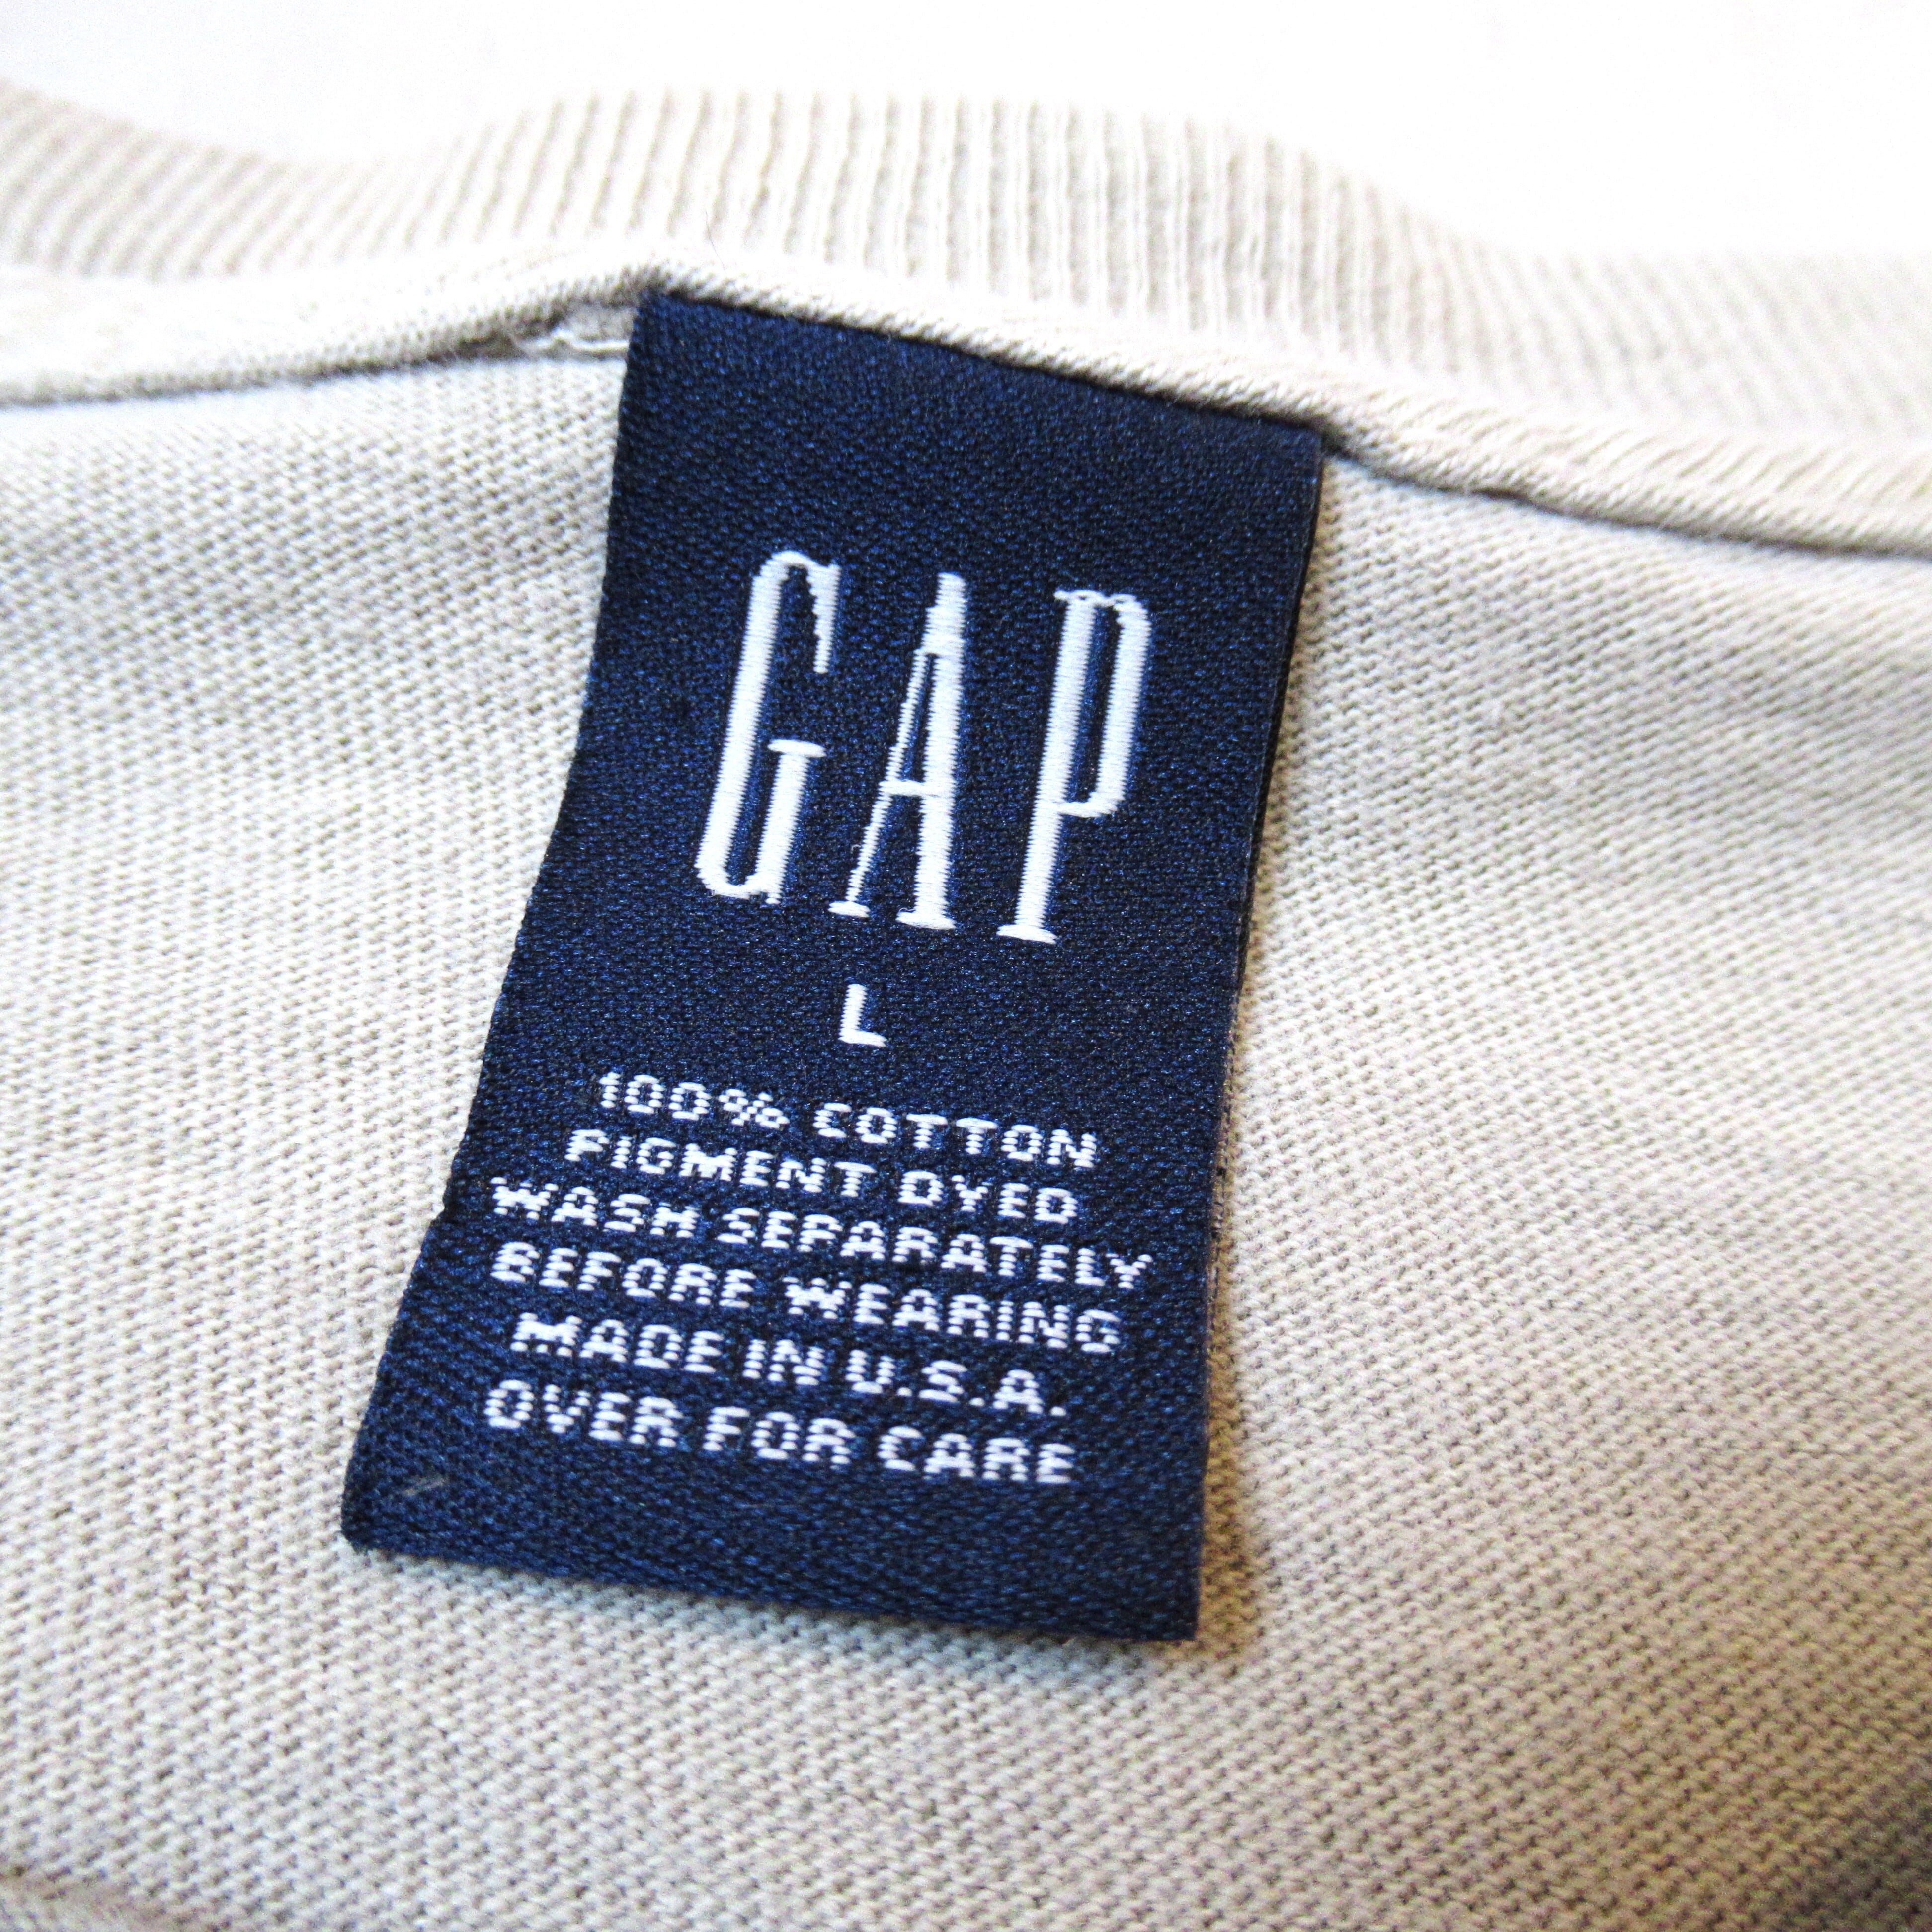 GAP
L
100% COTTON
PIGMENT DYED
WASH SEPARATELY
BEFORE WEARING
MADE IN U.S.A.
OVER FOR CARE